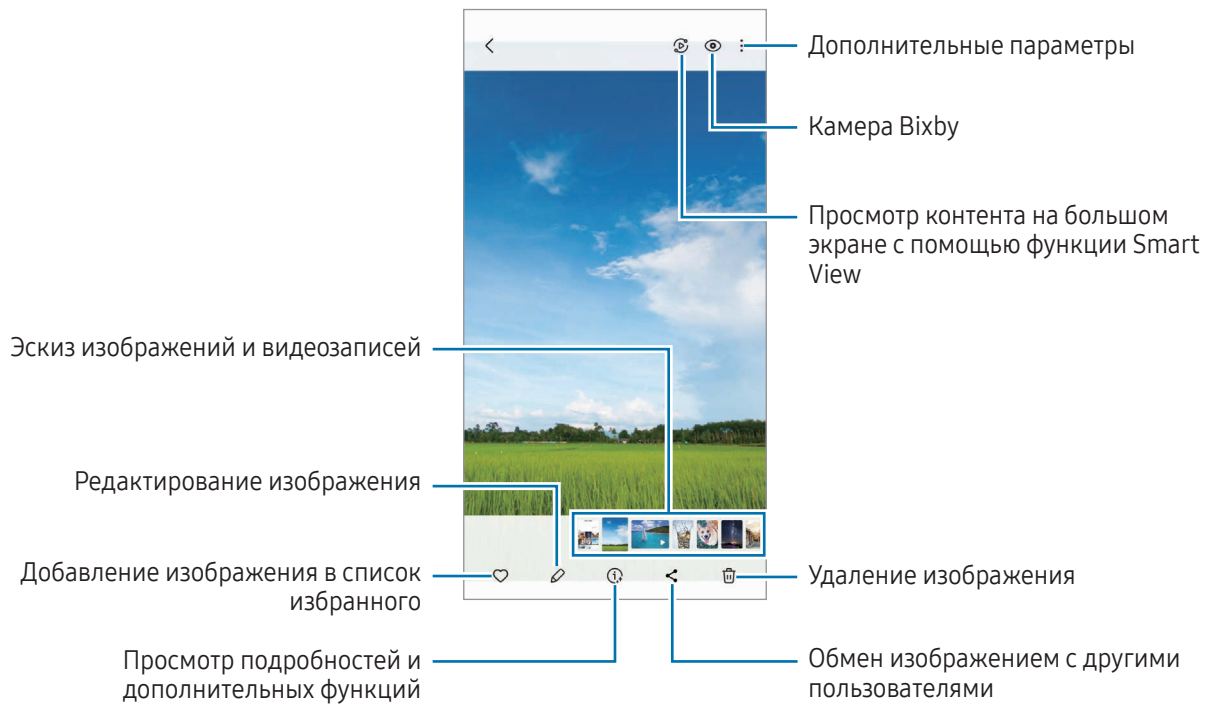 Дополнительные параметры
Камера Bixby
Просмотр контента на большом
экране с помощью функции Smart
View
Эскиз изображений и видеозаписей
Редактирование изображения
Добавление изображения в список
избранного
Удаление изображения
Просмотр подробностей и
дополнительных функций
Обмен изображением с другими
пользователями